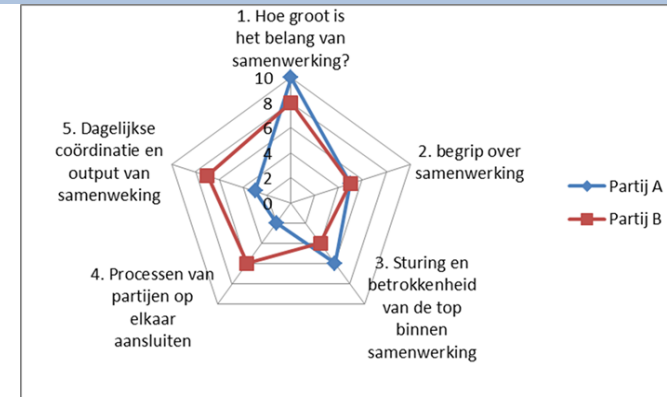 1. Hoe groot is
het belang van
samenwerking?
10
8
6
4
2
0
2. begrip over
samenwerking
3. Sturing en
betrokkenheid
van de top
binnen
samenwerking
4. Processen van
partijen op
elkaar
aansluiten
5. Dagelijkse
coördinatie en
output van
samenweking
Partij A
Partij B